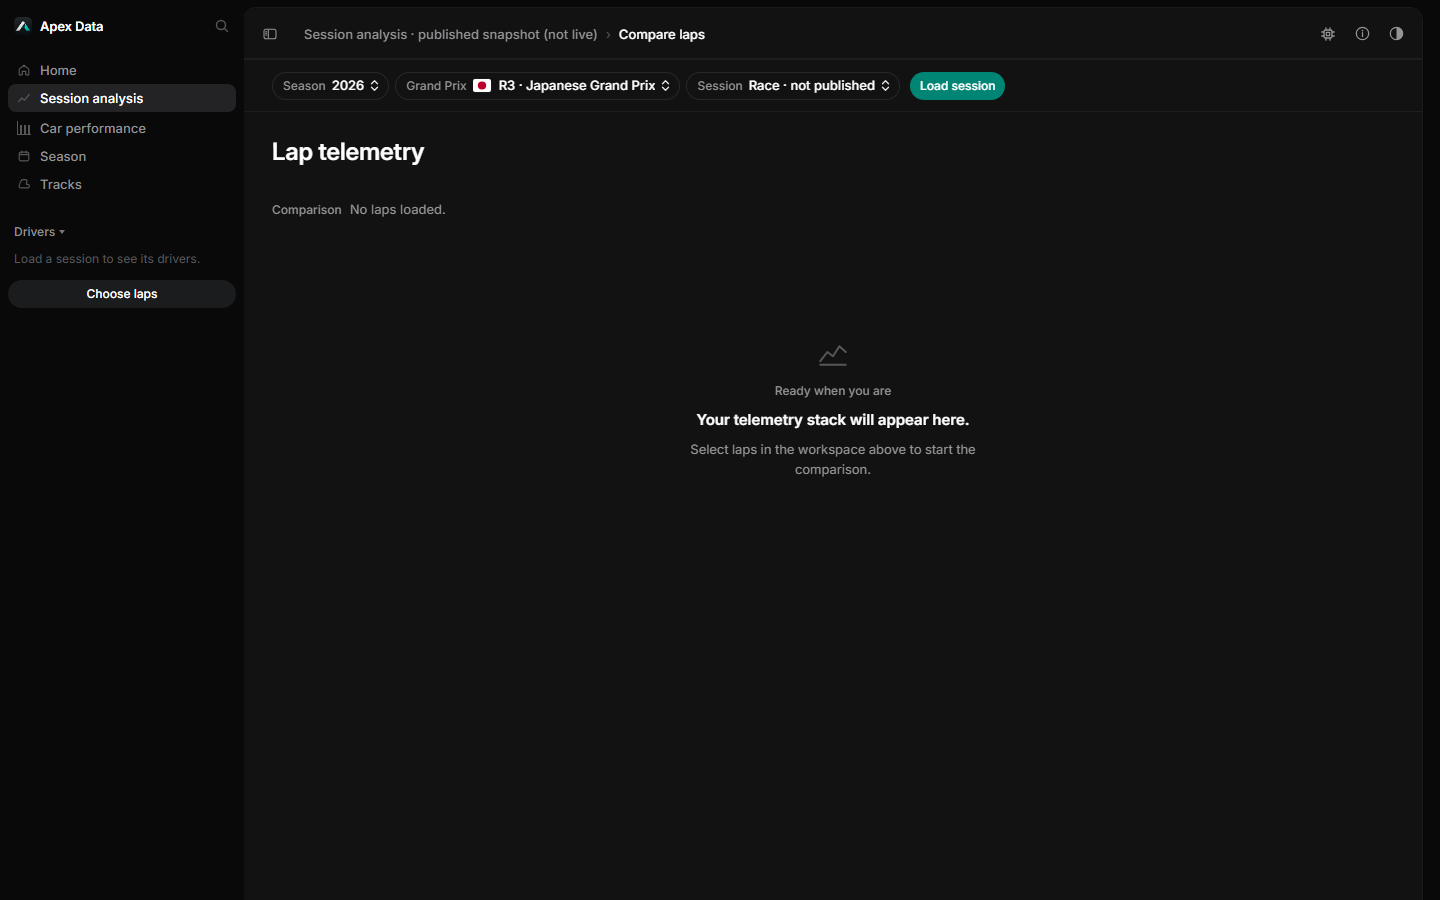 Apex Data
Home
Session analysis
Car performance
Season
Tracks
Drivers
Load a session to see its drivers.
Choose laps
Session analysis · published snapshot (not live) › Compare laps
Season 2026
Grand Prix R3 · Japanese Grand Prix
Session Race · not published
Load session
Lap telemetry
Comparison No laps loaded.
Ready when you are
Your telemetry stack will appear here.
Select laps in the workspace above to start the
comparison.